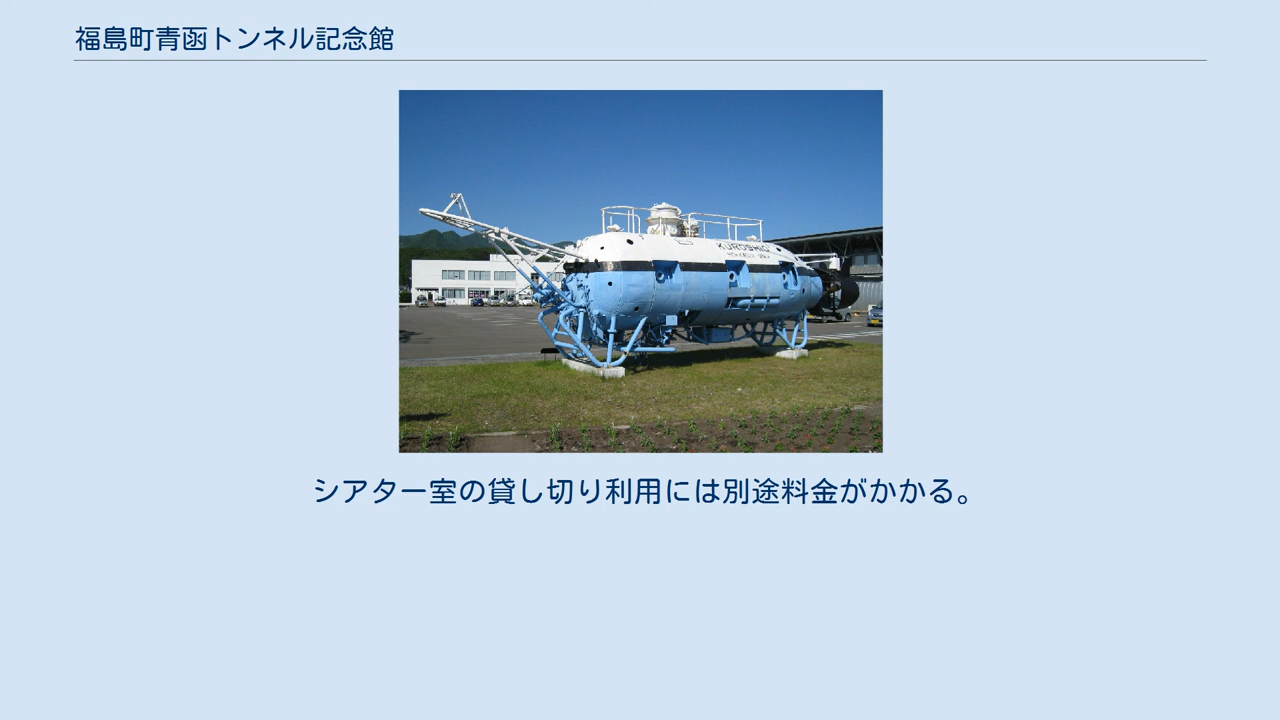 福島町青函トンネル記念館
KUROSHIO
シアター室の貸し切り利用には別途料金がかかる。